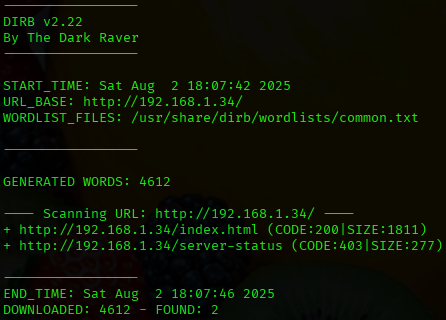 DIRB v2.22
By The Dark Raver
START_TIME: Sat Aug  2 18:07:42 2025
URL_BASE: http://192.168.1.34/
WORDLIST_FILES: /usr/share/dirb/wordlists/common.txt
GENERATED WORDS: 4612
---- Scanning URL: http://192.168.1.34/ ----
+ http://192.168.1.34/index.html (CODE:200|SIZE:1811)
+ http://192.168.1.34/server-status (CODE:403|SIZE:277)
END_TIME: Sat Aug  2 18:07:46 2025
DOWNLOADED: 4612 - FOUND: 2